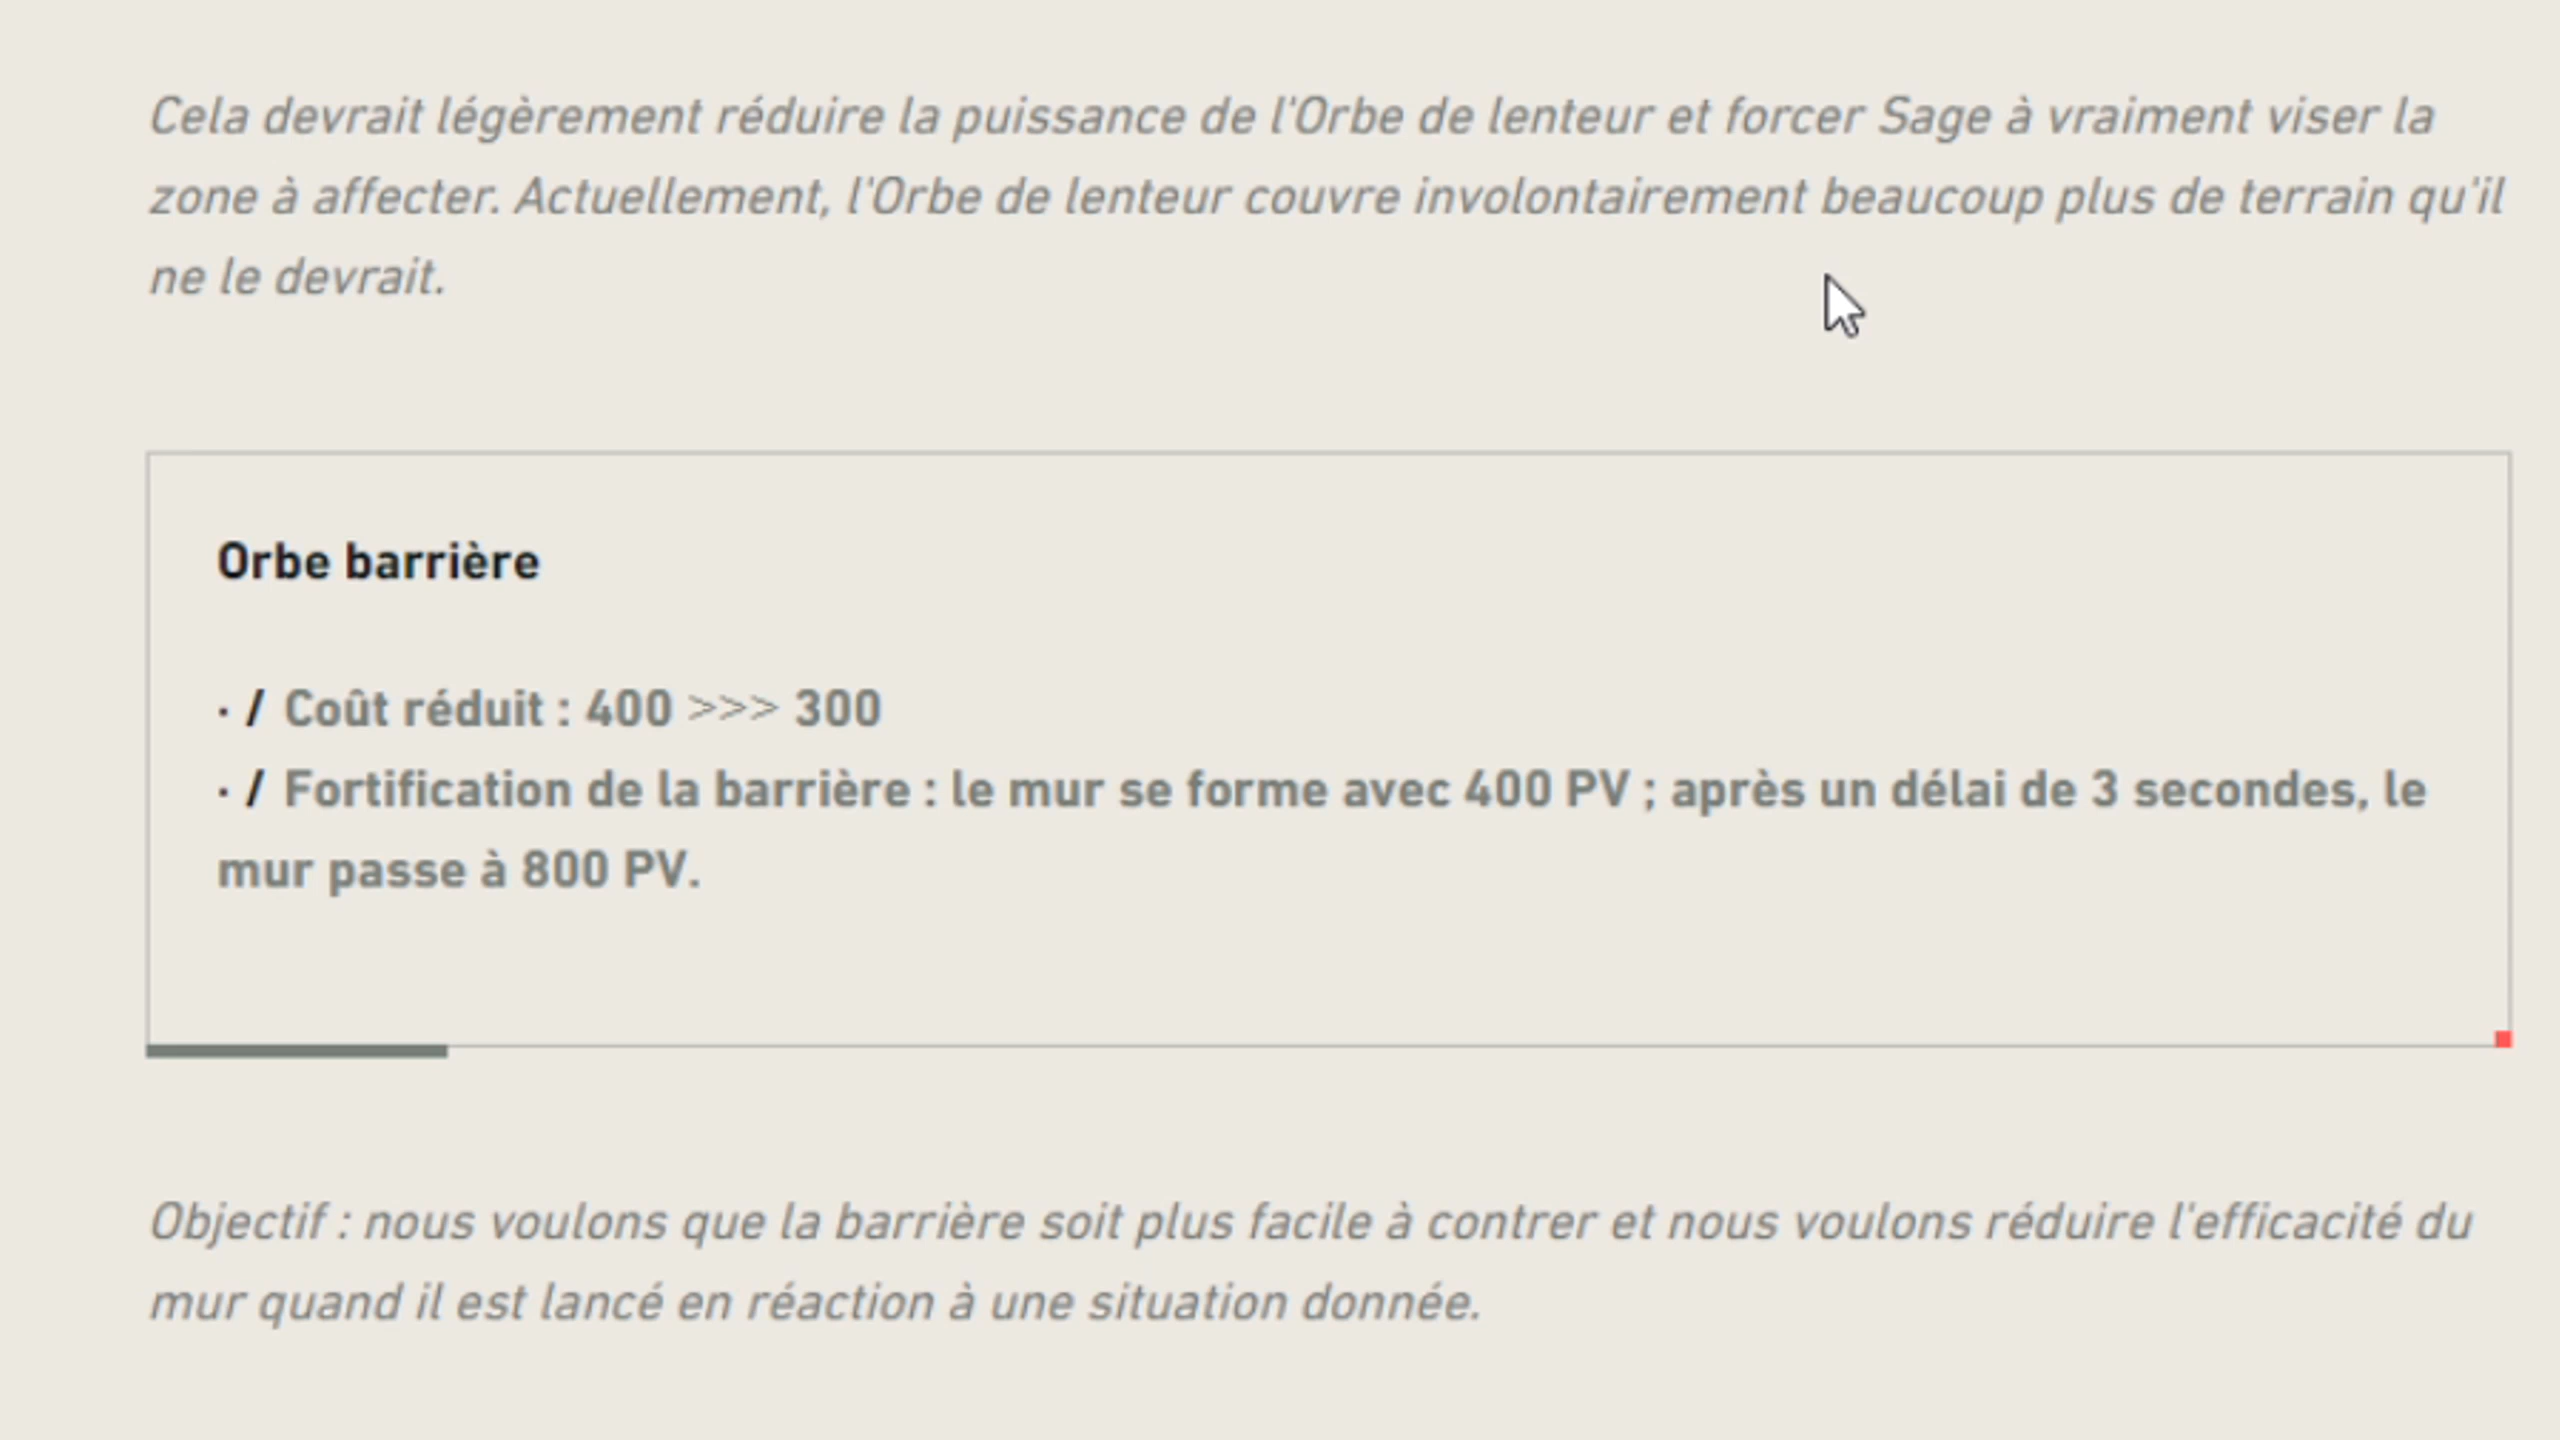 Cela devrait légèrement réduire la puissance de l'Orbe de lenteur et forcer Sage à vraiment viser la
zone à affecter. Actuellement, l'Orbe de lenteur couvre involontairement beaucoup plus de terrain qu'il
ne le devrait.
Orbe barrière
· / Coût réduit : 400 >>> 300
· / Fortification de la barrière : le mur se forme avec 400 PV ; après un délai de 3 secondes, le
mur passe à 800 PV.
Objectif : nous voulons que la barrière soit plus facile à contrer et nous voulons réduire l'efficacité du
mur quand il est lancé en réaction à une situation donnée.